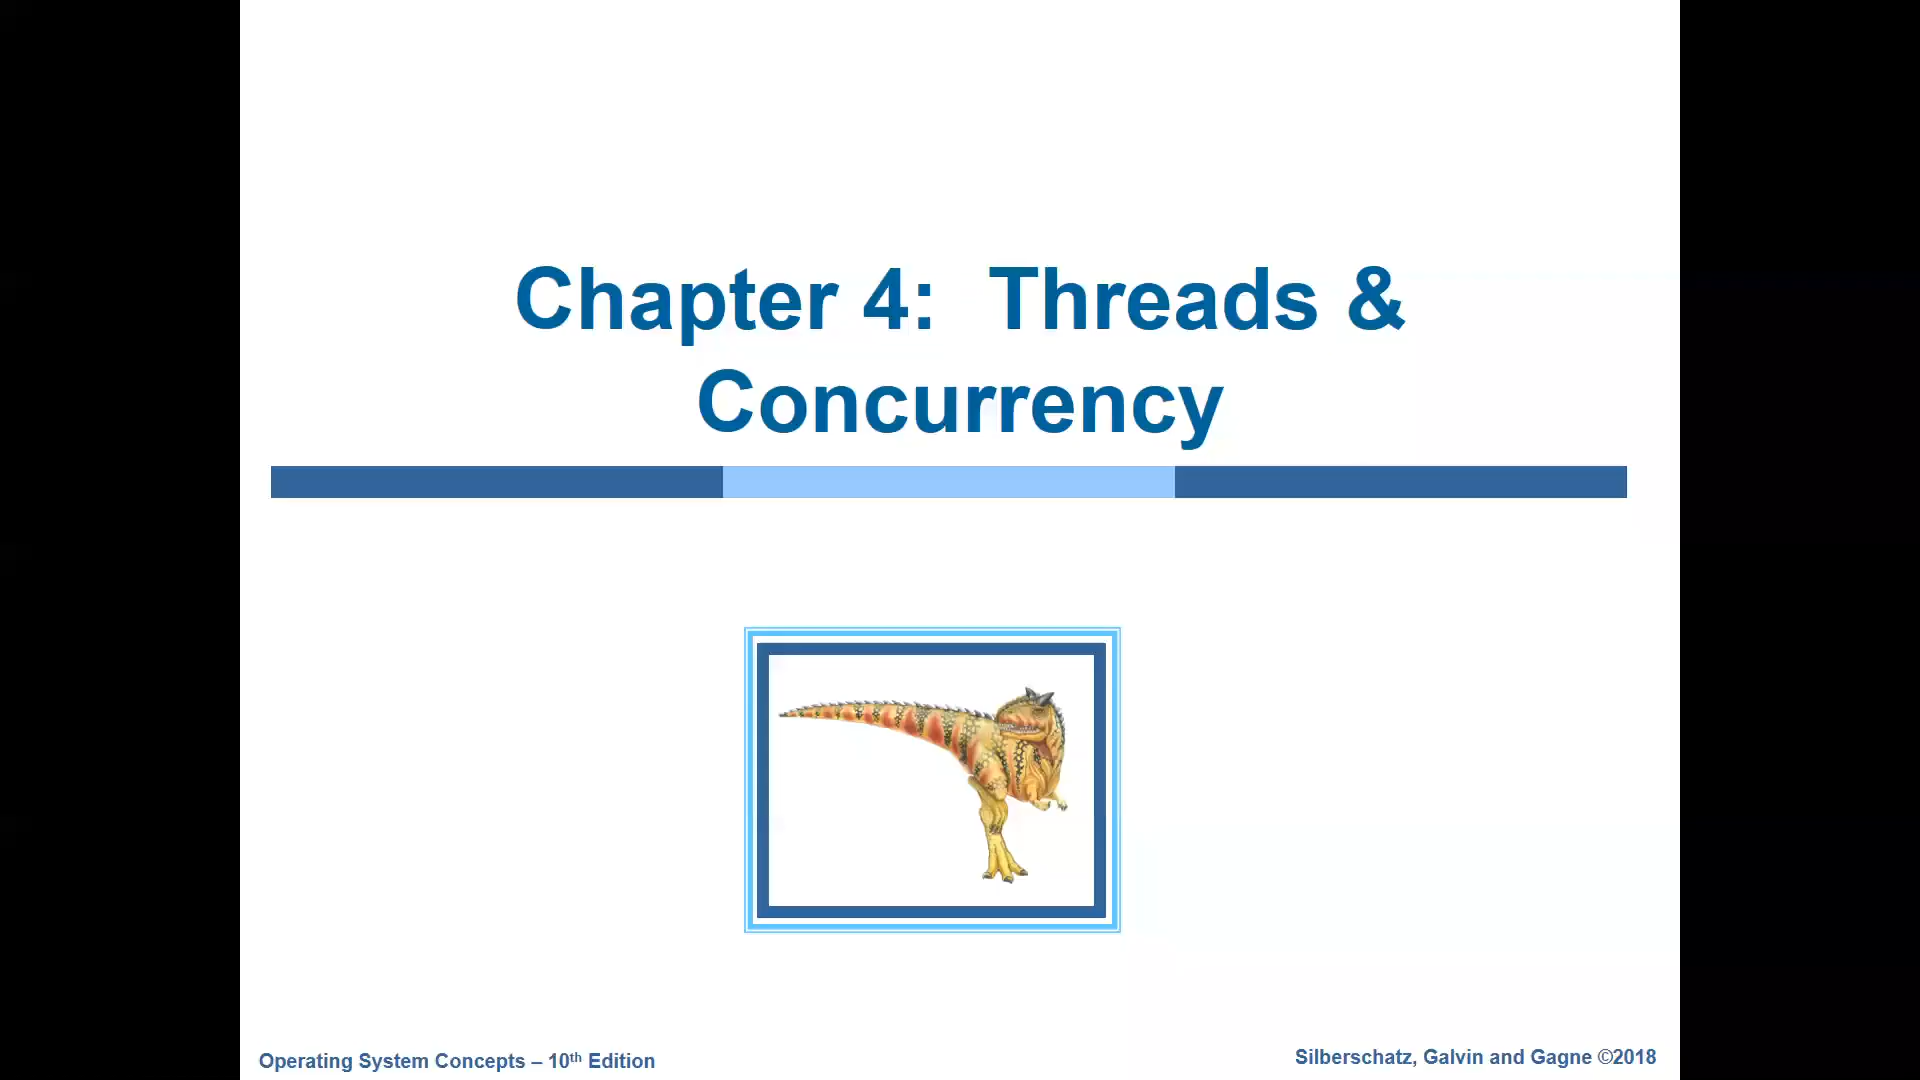 Chapter 4:  Threads &
Concurrency
Operating System Concepts – 10th Edition
Silberschatz, Galvin and Gagne ©2018